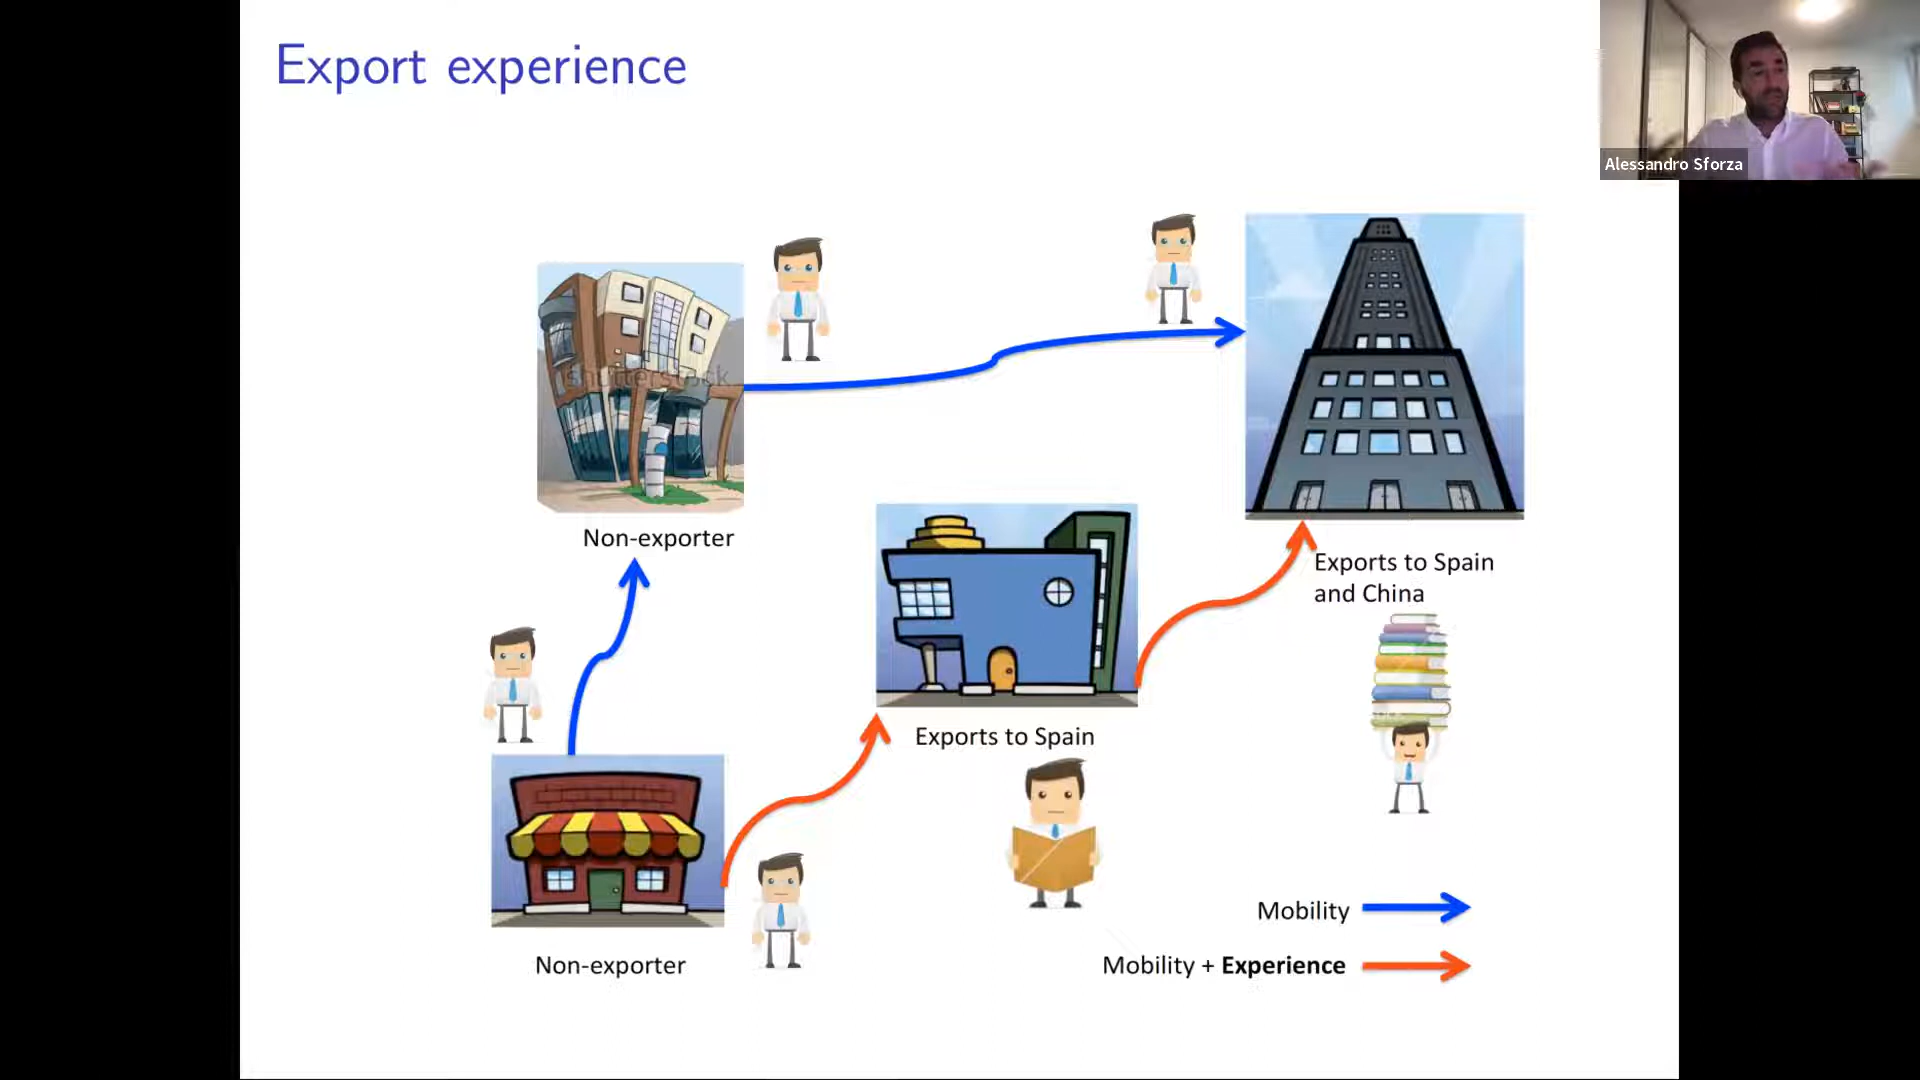 Export experience
Alessandro Sforza
shutterstock
Non-exporter
Exports to Spain
and China
Exports to Spain
Non-exporter
Mobility
Mobility + Experience